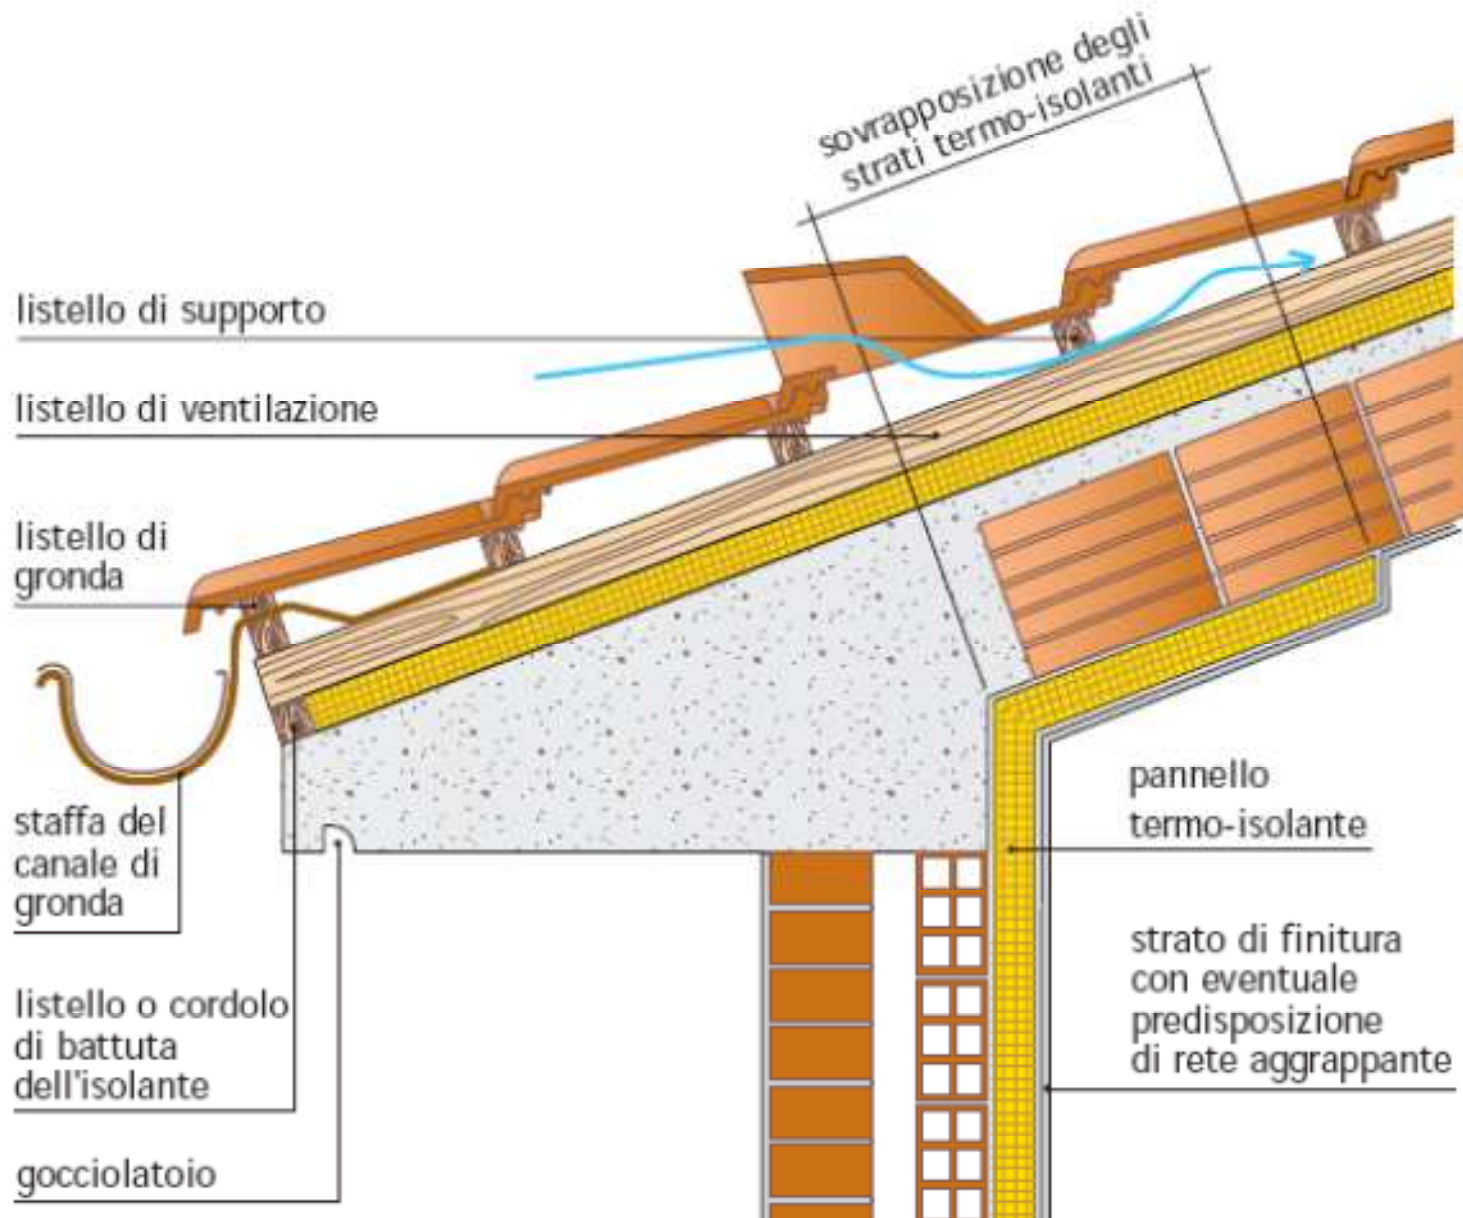 sovrapposizione degli
strati termo-isolanti
listello di supporto
listello di ventilazione
listello di
gronda
staffa del
canale di
gronda
listello o cordolo
di battuta
dell'isolante
gocciolatoio
pannello
termo-isolante
strato di finitura
con eventuale
predisposizione
di rete aggrappante